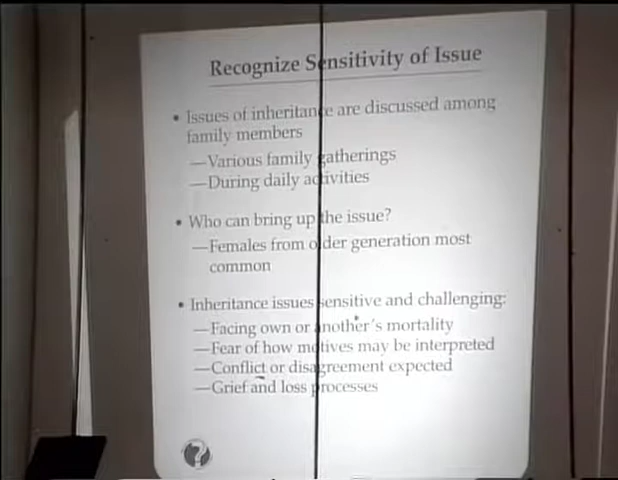 Recognize Sensitivity of Issue
• Issues of inheritance are discussed among
family members
—Various family gatherings
—During daily activities
• Who can bring up the issue?
—Females from older generation most
common
• Inheritance issues sensitive and challenging:
—Facing own or another's mortality
—Fear of how motives may be interpreted
—Conflict or disagreement expected
—Grief and loss processes
?